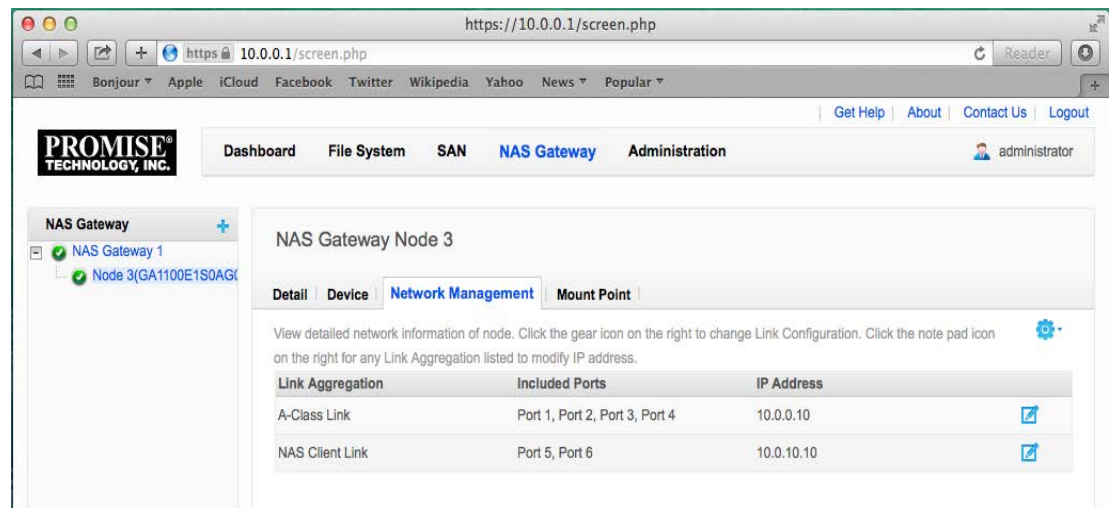 https://10.0.0.1/screen.php
https 10.0.0.1/screen.php Reader
Bonjour Apple iCloud Facebook Twitter Wikipedia Yahoo News Popular
Get Help About Contact Us Logout
PROMISE®
TECHNOLOGY, INC.
Dashboard File System SAN NAS Gateway Administration administrator
NAS Gateway
NAS Gateway 1
Node 3(GA1100E1S0AG(
NAS Gateway Node 3
Detail Device Network Management Mount Point
View detailed network information of node. Click the gear icon on the right to change Link Configuration. Click the note pad icon
on the right for any Link Aggregation listed to modify IP address.
Link Aggregation Included Ports IP Address
A-Class Link Port 1, Port 2, Port 3, Port 4 10.0.0.10
NAS Client Link Port 5, Port 6 10.0.10.10